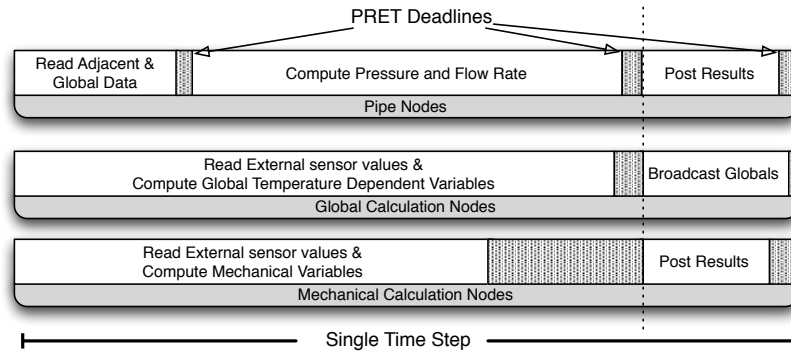 PRET Deadlines
Read Adjacent &
Global Data
Compute Pressure and Flow Rate
Post Results
Pipe Nodes
Read External sensor values &
Compute Global Temperature Dependent Variables
Broadcast Globals
Global Calculation Nodes
Read External sensor values &
Compute Mechanical Variables
Post Results
Mechanical Calculation Nodes
Single Time Step